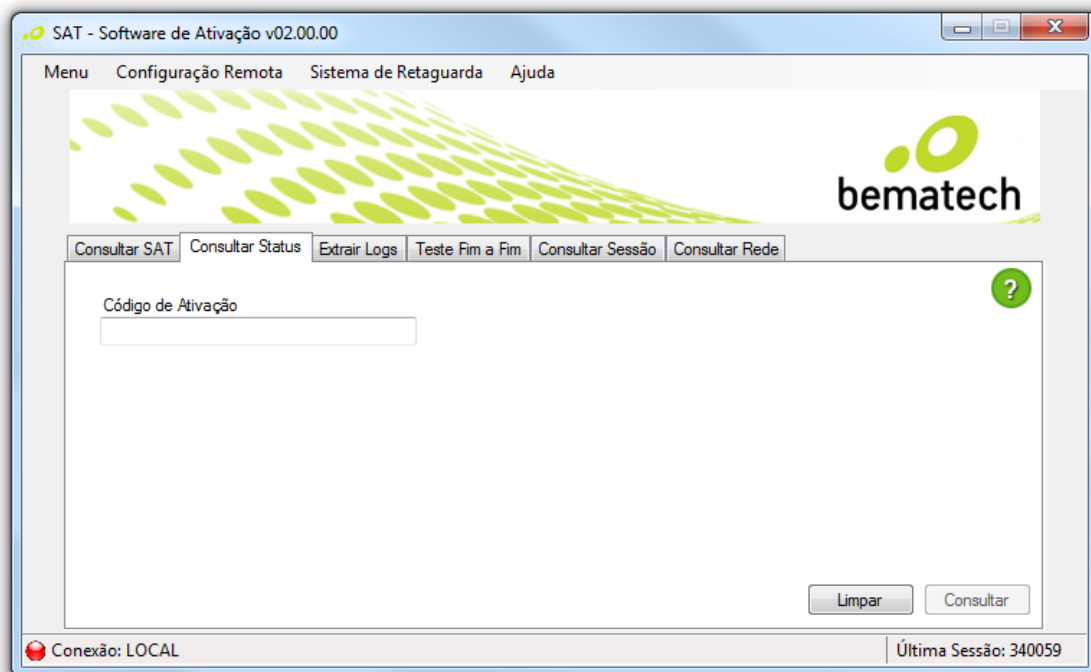 SAT - Software de Ativação v02.00.00
Menu Configuração Remota Sistema de Retaguarda Ajuda
bematech
Consultar SAT Consultar Status Extrair Logs Teste Fim a Fim Consultar Sessão Consultar Rede
?
Código de Ativação
Limpar Consultar
Conexão: LOCAL Última Sessão: 340059